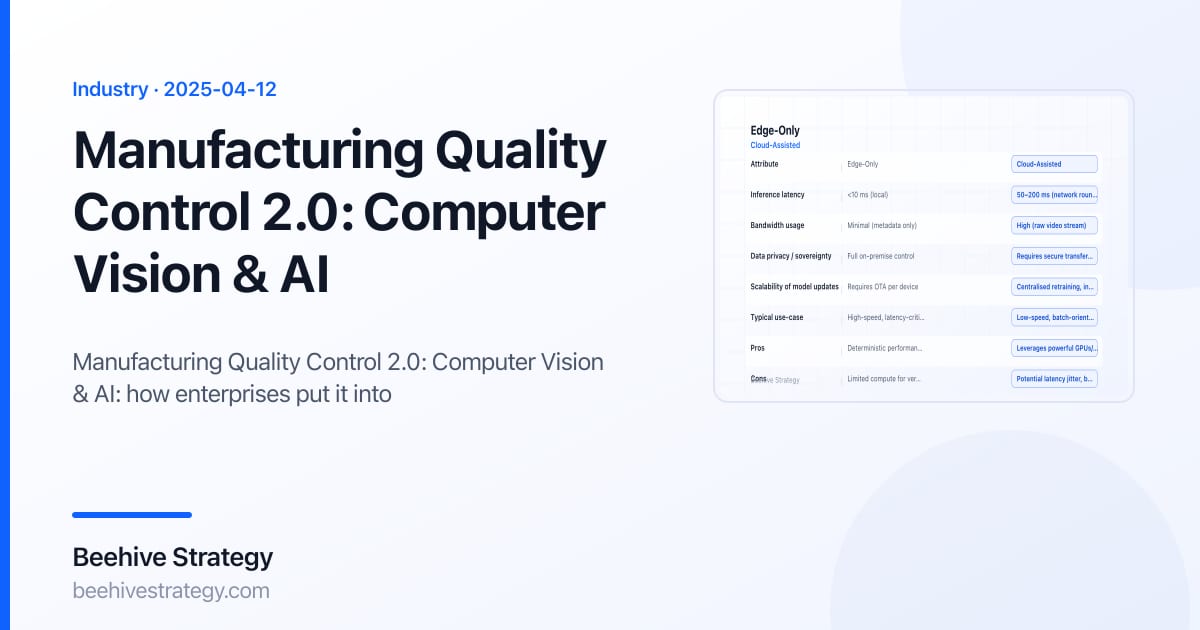 Industry · 2025-04-12
Manufacturing Quality
Control 2.0: Computer
Vision & AI
Manufacturing Quality Control 2.0: Computer Vision
& AI: how enterprises put it into
Beehive Strategy
beehivestrategy.com
Edge-Only
Cloud-Assisted
Attribute Edge-Only Cloud-Assisted
Inference latency <10 ms (local) 50–200 ms (network roun...
Bandwidth usage Minimal (metadata only) High (raw video stream)
Data privacy / sovereignty Full on-premise control Requires secure transfer...
Scalability of model updates Requires OTA per device Centralised retraining, in...
Typical use-case High-speed, latency-criti... Low-speed, batch-orient...
Pros Deterministic performan... Leverages powerful GPUs/...
Cons Limited compute for ver... Potential latency jitter, b...
Strategy